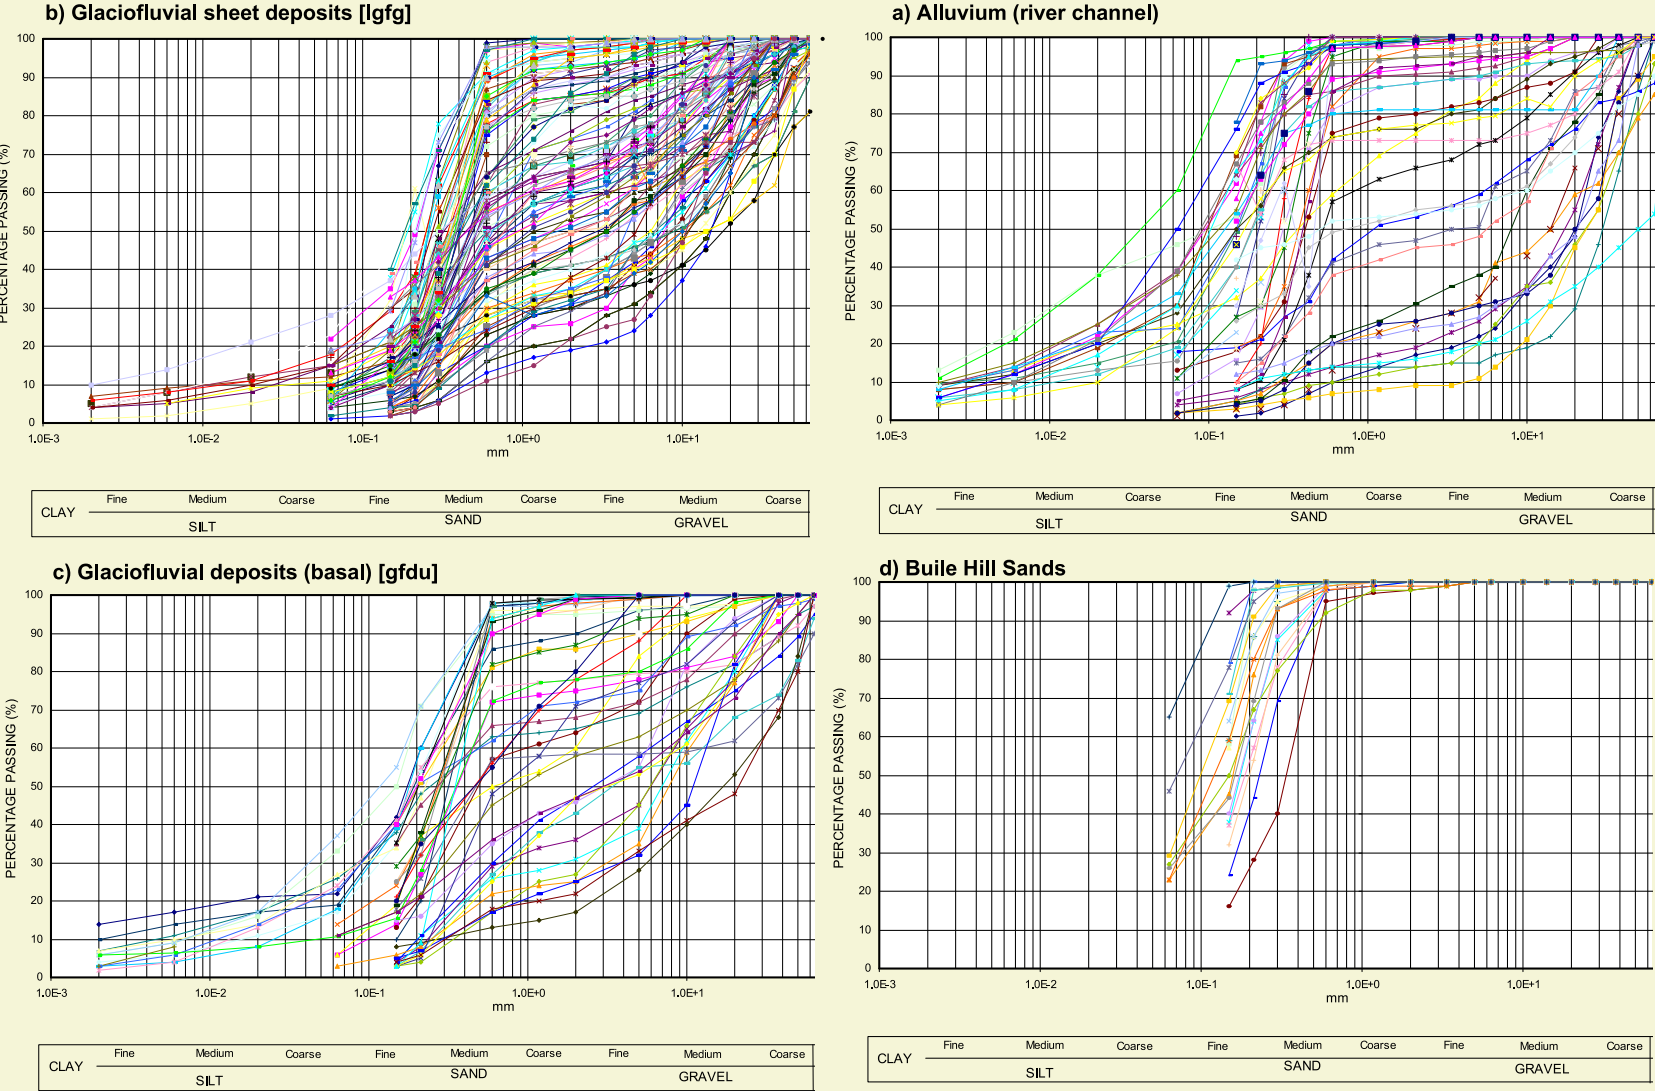 b) Glaciofluvial sheet deposits [lgfg]
PERCENTAGE PASSING (%)
100
90
80
70
60
50
40
30
20
10
0
1.0E-3 1.0E-2 1.0E-1 1.0E+0 1.0E+1
mm
CLAY Fine Medium Coarse Fine Medium Coarse Fine Medium Coarse
SILT SAND GRAVEL
a) Alluvium (river channel)
PERCENTAGE PASSING (%)
100
90
80
70
60
50
40
30
20
10
0
1.0E-3 1.0E-2 1.0E-1 1.0E+0 1.0E+1
mm
CLAY Fine Medium Coarse Fine Medium Coarse Fine Medium Coarse
SILT SAND GRAVEL
c) Glaciofluvial deposits (basal) [gfdu]
PERCENTAGE PASSING (%)
100
90
80
70
60
50
40
30
20
10
0
1.0E-3 1.0E-2 1.0E-1 1.0E+0 1.0E+1
mm
CLAY Fine Medium Coarse Fine Medium Coarse Fine Medium Coarse
SILT SAND GRAVEL
d) Buile Hill Sands
PERCENTAGE PASSING (%)
100
90
80
70
60
50
40
30
20
10
0
1.0E-3 1.0E-2 1.0E-1 1.0E+0 1.0E+1
mm
CLAY Fine Medium Coarse Fine Medium Coarse Fine Medium Coarse
SILT SAND GRAVEL